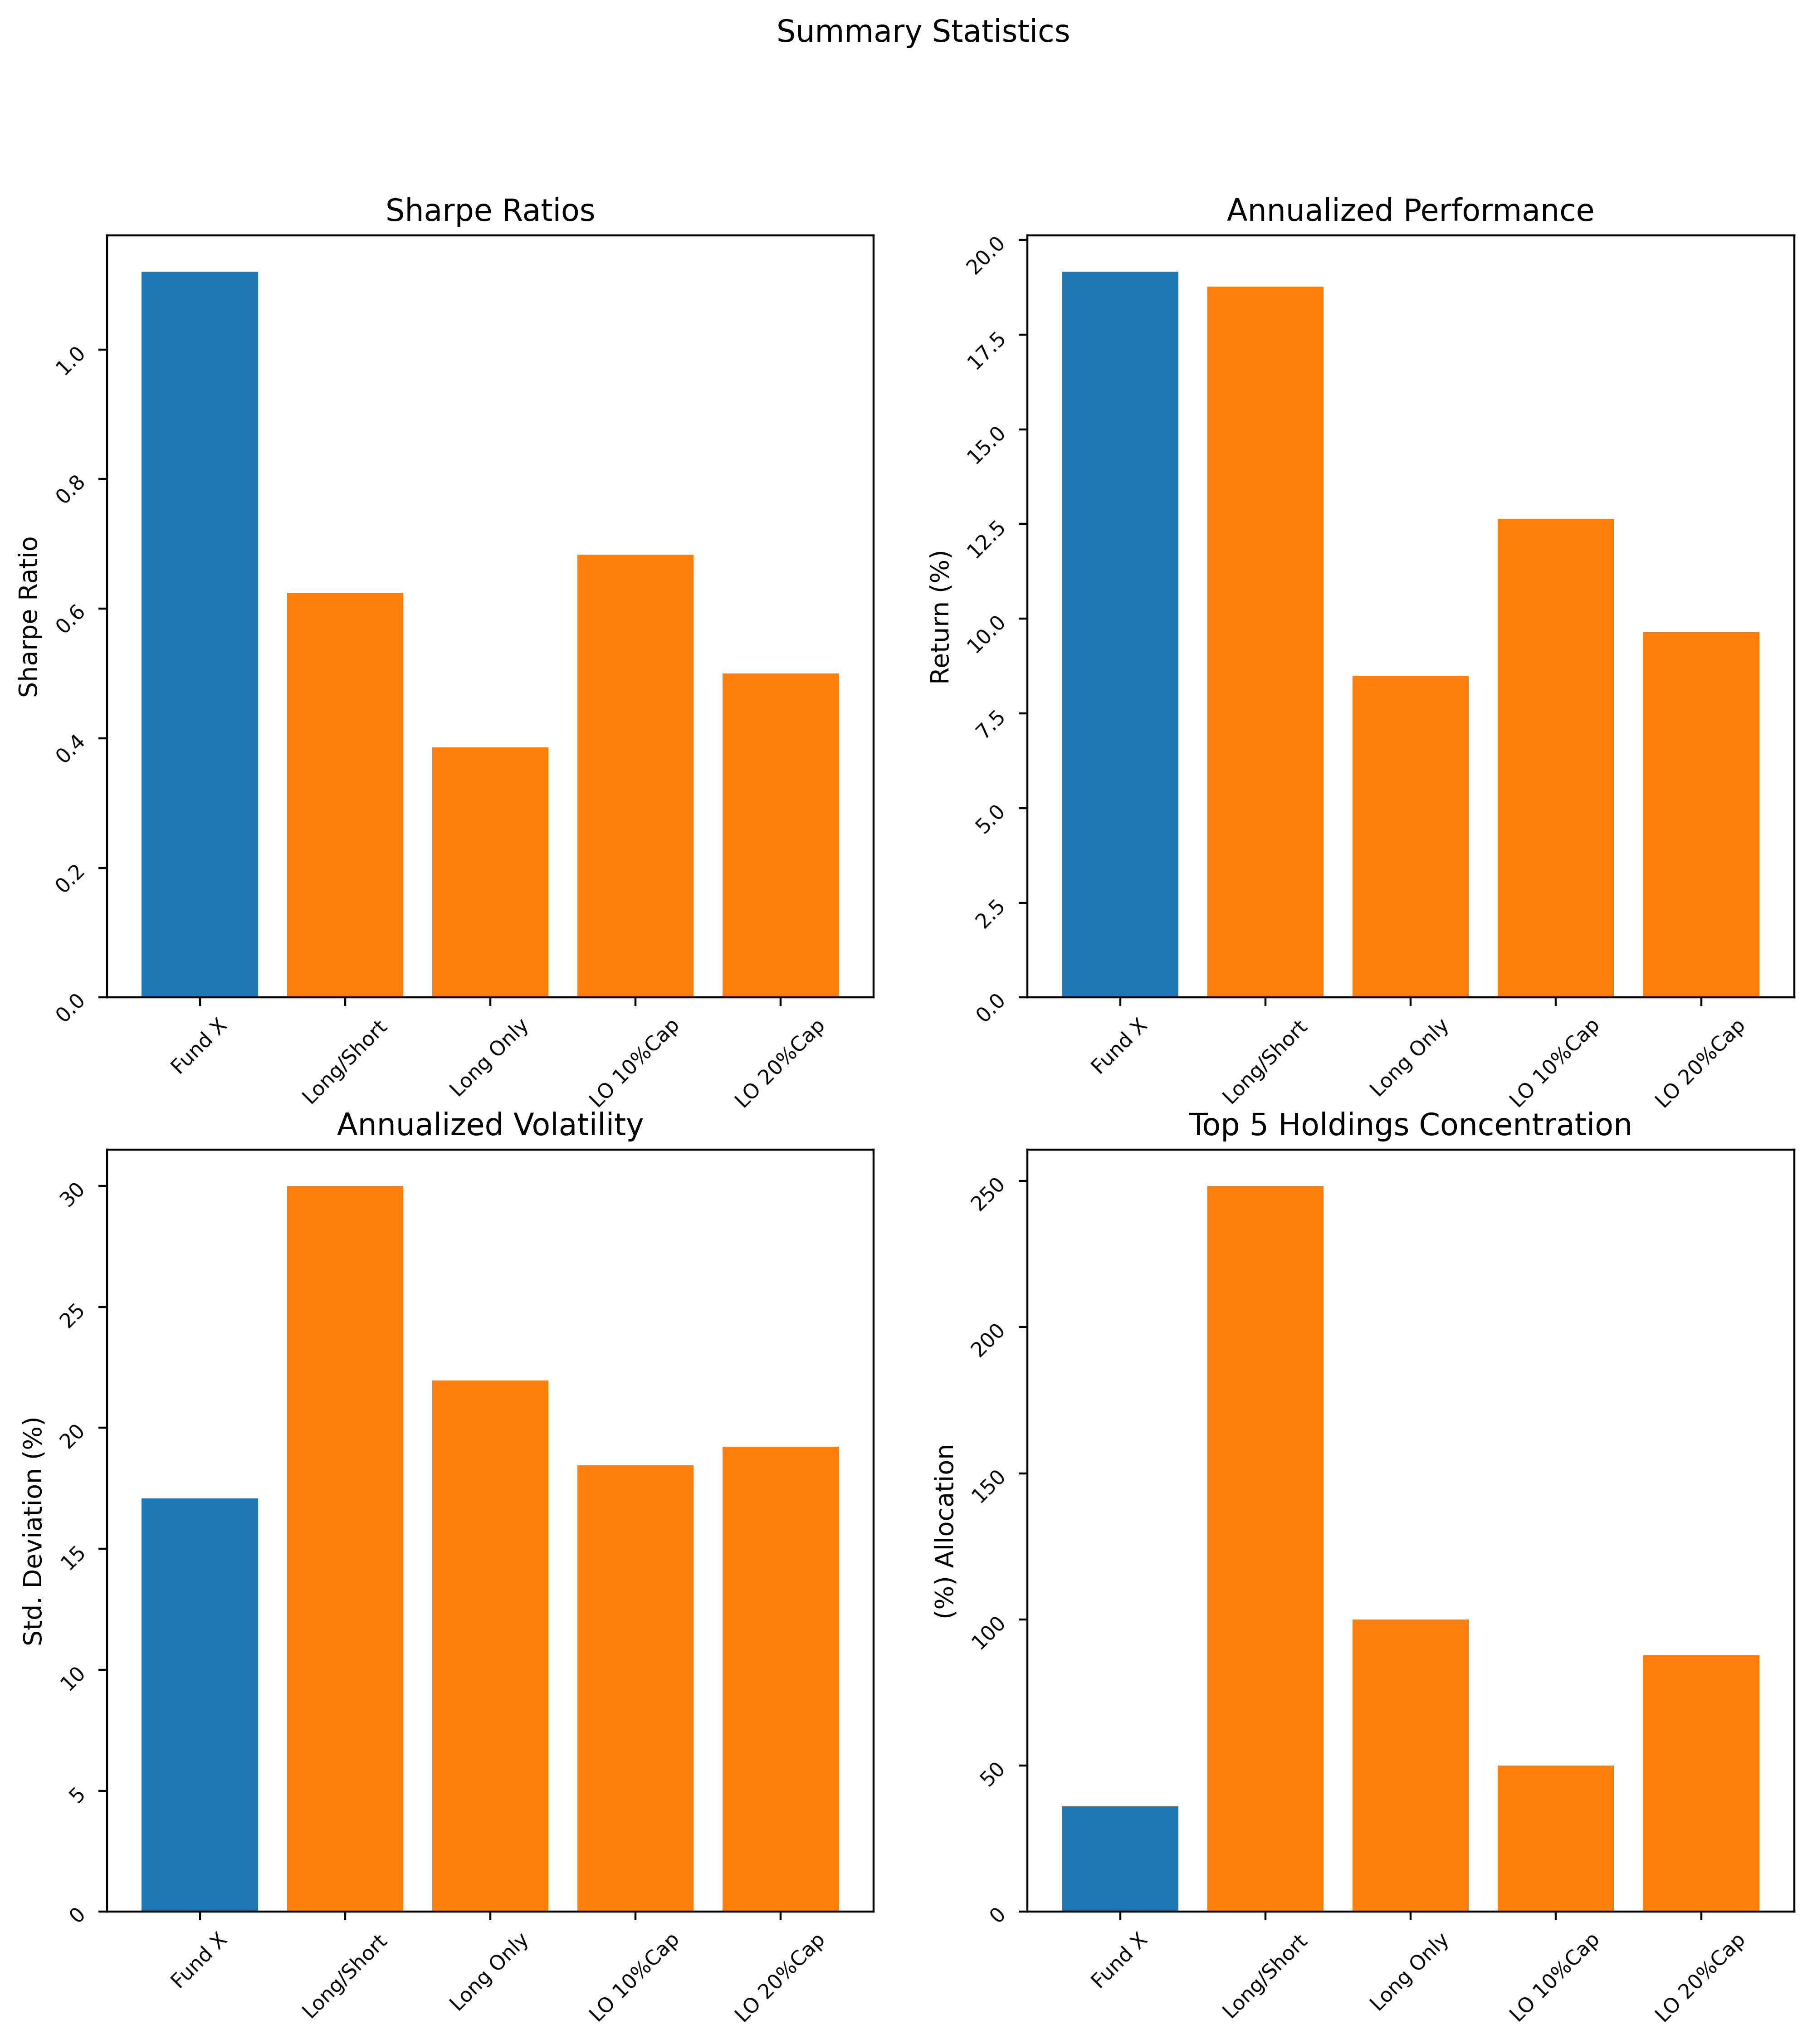 Summary Statistics
Sharpe Ratios
Sharpe Ratio
1.0
0.8
0.6
0.4
0.2
0.0
Fund X
Long/Short
Long Only
LO 10%Cap
LO 20%Cap
Annualized Performance
Return (%)
20.0
17.5
15.0
12.5
10.0
7.5
5.0
2.5
0.0
Fund X
Long/Short
Long Only
LO 10%Cap
LO 20%Cap
Annualized Volatility
Std. Deviation (%)
30
25
20
15
10
5
0
Fund X
Long/Short
Long Only
LO 10%Cap
LO 20%Cap
Top 5 Holdings Concentration
(%) Allocation
250
200
150
100
50
0
Fund X
Long/Short
Long Only
LO 10%Cap
LO 20%Cap